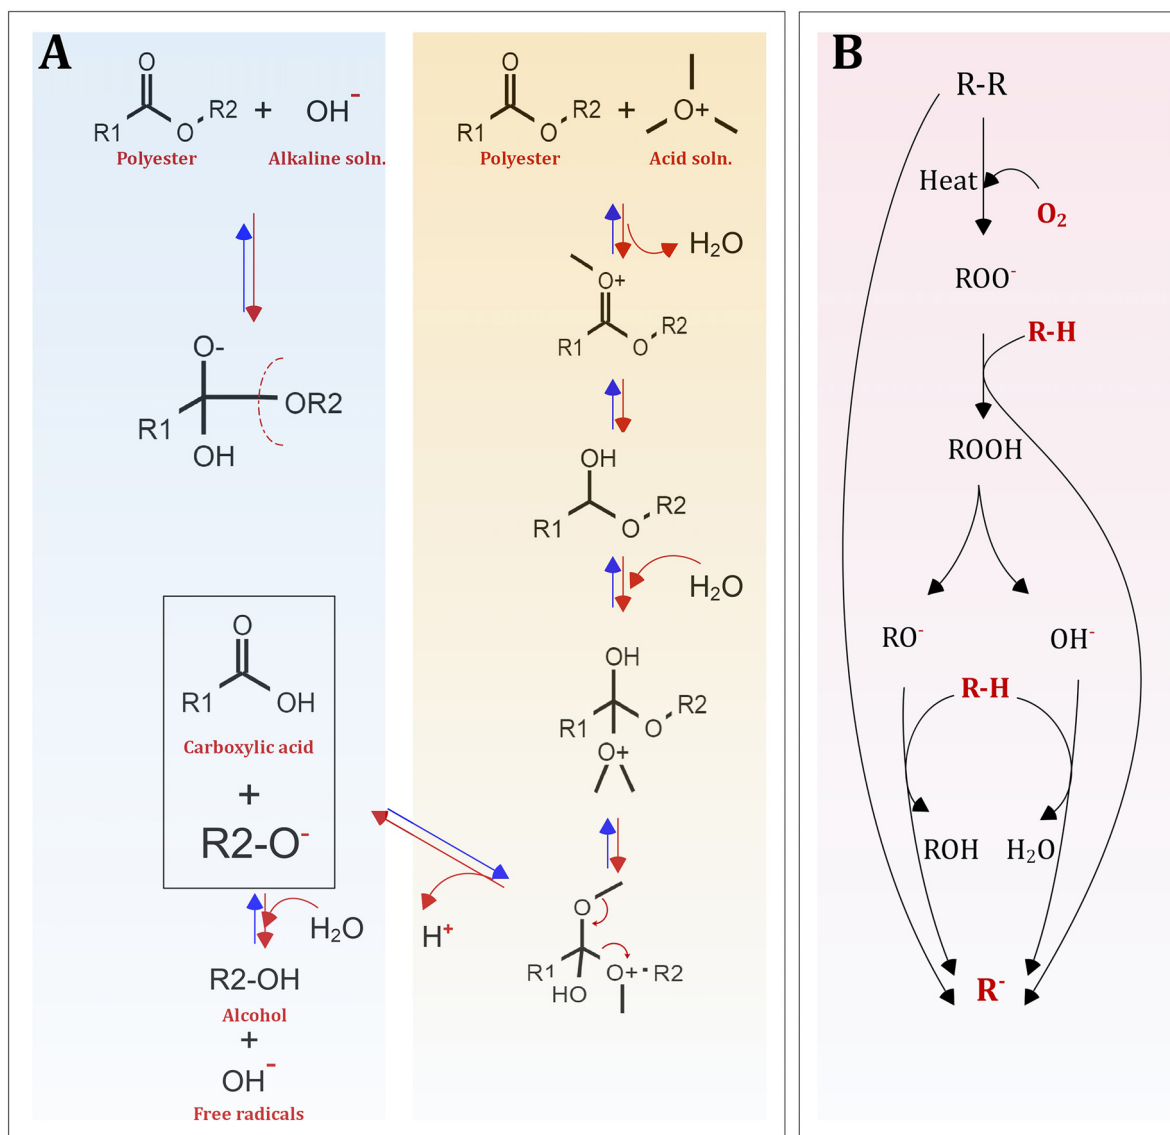 A
O
R1
O
R2
+
OH-
Polyester
Alkaline soln.
O-
R1
OR2
OH
O
R1
OH
Carboxylic acid
+
R2-O-
H2O
R2-OH
Alcohol
+
OH-
Free radicals
O
R1
O
R2
+
O+
Polyester
Acid soln.
H2O
O+
R1
O
R2
OH
R1
O
R2
H2O
OH
R1
O
R2
O+
H+
O
R1
O+
R2
HO
B
R-R
Heat
O2
ROO-
R-H
ROOH
RO-
OH-
R-H
ROH
H2O
R-